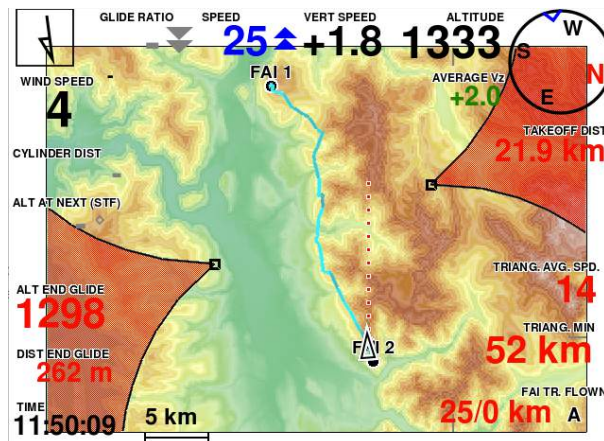 GLIDE RATIO SPEED VERT SPEED ALTITUDE
25 +1.8 1333
W
S
N
E
FAI 1
WIND SPEED
4
-
AVERAGE Vz
+2.0
TAKEOFF DIST
21.9 km
CYLINDER DIST
ALT AT NEXT (STF)
TRIANG. AVG. SPD.
14
ALT END GLIDE
1298
TRIANG. MIN
52 km
FAI 2
DIST END GLIDE
262 m
FAI TR. FLOWN
25/0 km
A
TIME
11:50:09
5 km